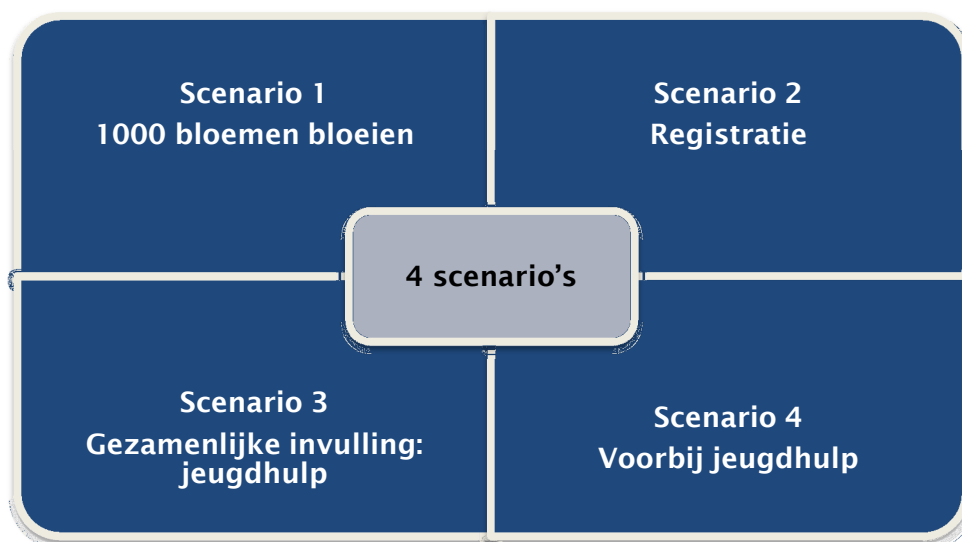 Scenario 1
1000 bloemen bloeien
Scenario 2
Registratie
4 scenario’s
Scenario 3
Gezamenlijke invulling:
jeugdhulp
Scenario 4
Voorbij jeugdhulp